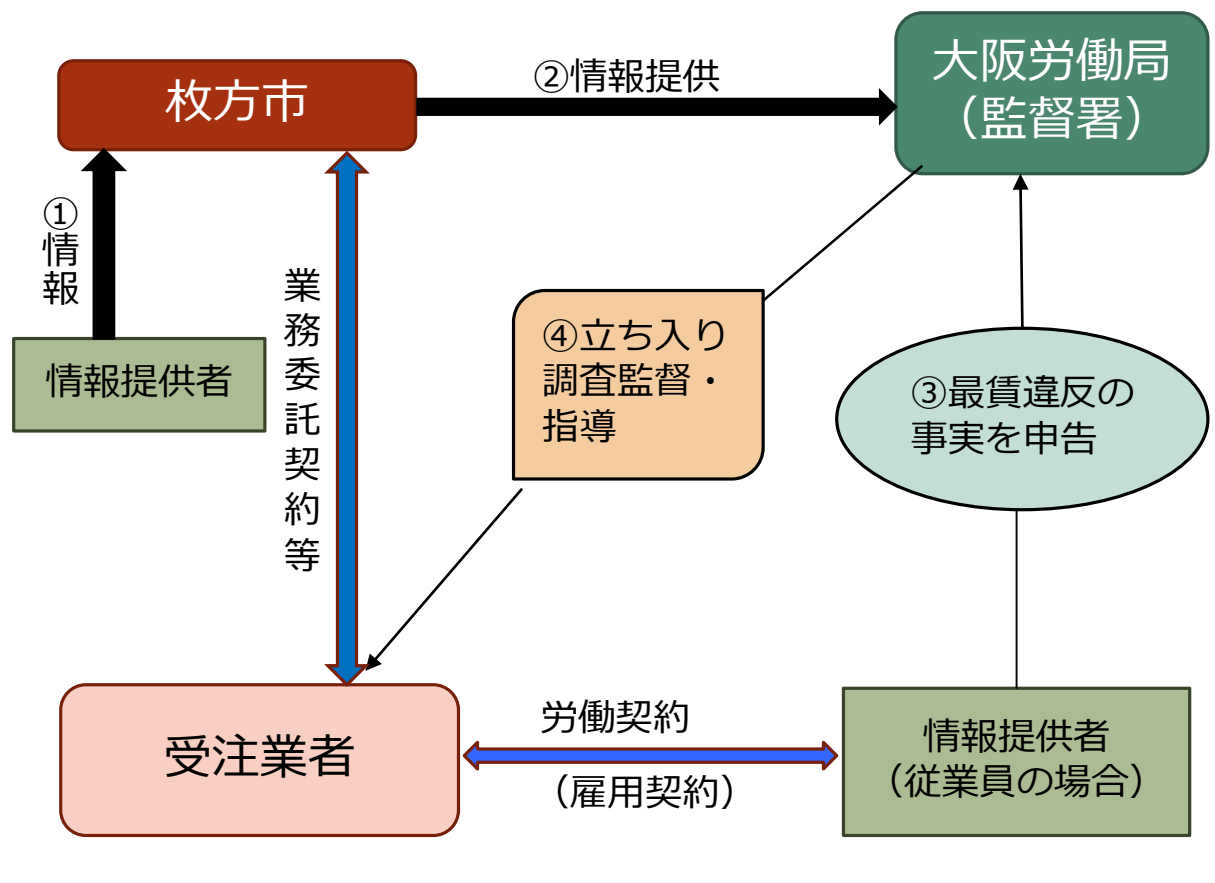 枚方市
②情報提供
大阪労働局
（監督署）
①情報
情報提供者
業務委託契約等
④立ち入り
調査監督・
指導
③最賃違反の
事実を申告
受注業者
労働契約
（雇用契約）
情報提供者
（従業員の場合）